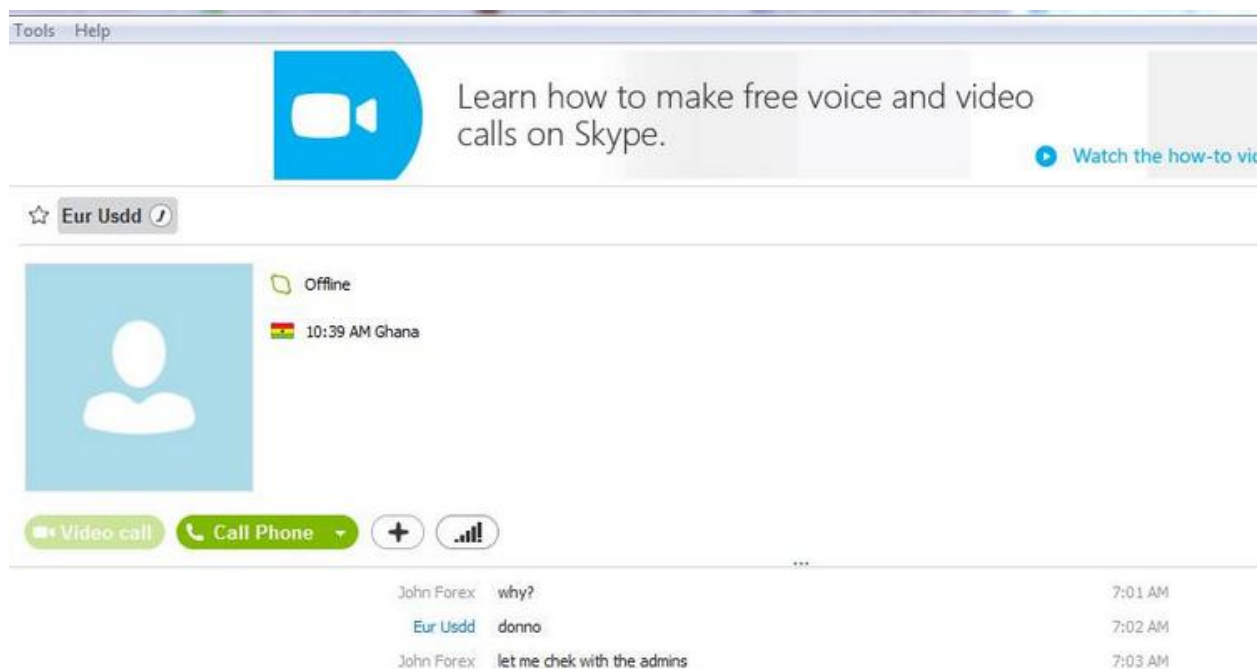 Tools Help
Learn how to make free voice and video
calls on Skype.
Watch the how-to
Eur Usdd
Offline
10:39 AM Ghana
Video call
Call Phone
John Forex why? 7:01 AM
Eur Usdd donno 7:02 AM
John Forex let me chek with the admins 7:03 AM